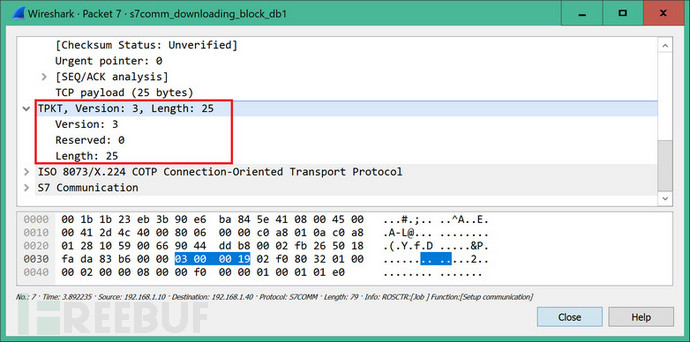 Wireshark · Packet 7 · s7comm_downloading_block_db1
[Checksum Status: Unverified]
Urgent pointer: 0
[SEQ/ACK analysis]
TCP payload (25 bytes)
TPKT, Version: 3, Length: 25
Version: 3
Reserved: 0
Length: 25
ISO 8073/X.224 COTP Connection-Oriented Transport Protocol
S7 Communication
0000 00 1b 1b 23 eb 3b 90 e6 ba 84 5e 41 08 00 45 00 ...#.;.. ..^A..E.
0010 00 41 2d 4c 40 00 80 06 00 00 c0 a8 01 0a c0 a8 .A-L@... ........
0020 01 28 10 59 00 66 90 44 dd b8 00 02 fb 26 50 18 .(.Y.f.D .....&P.
0030 fa da 83 b6 00 00 03 00 00 19 02 f0 80 32 01 00 ........ .....2..
0040 00 02 00 00 08 00 00 f0 00 00 01 00 01 01 e0 ........ .......
No.: 7 · Time: 3.892235 · Source: 192.168.1.10 · Destination: 192.168.1.40 · Protocol: S7COMM · Length: 79 · Info: ROSCTR:[Job ] Function:[Setup communication]
Close Help
FREEBUF